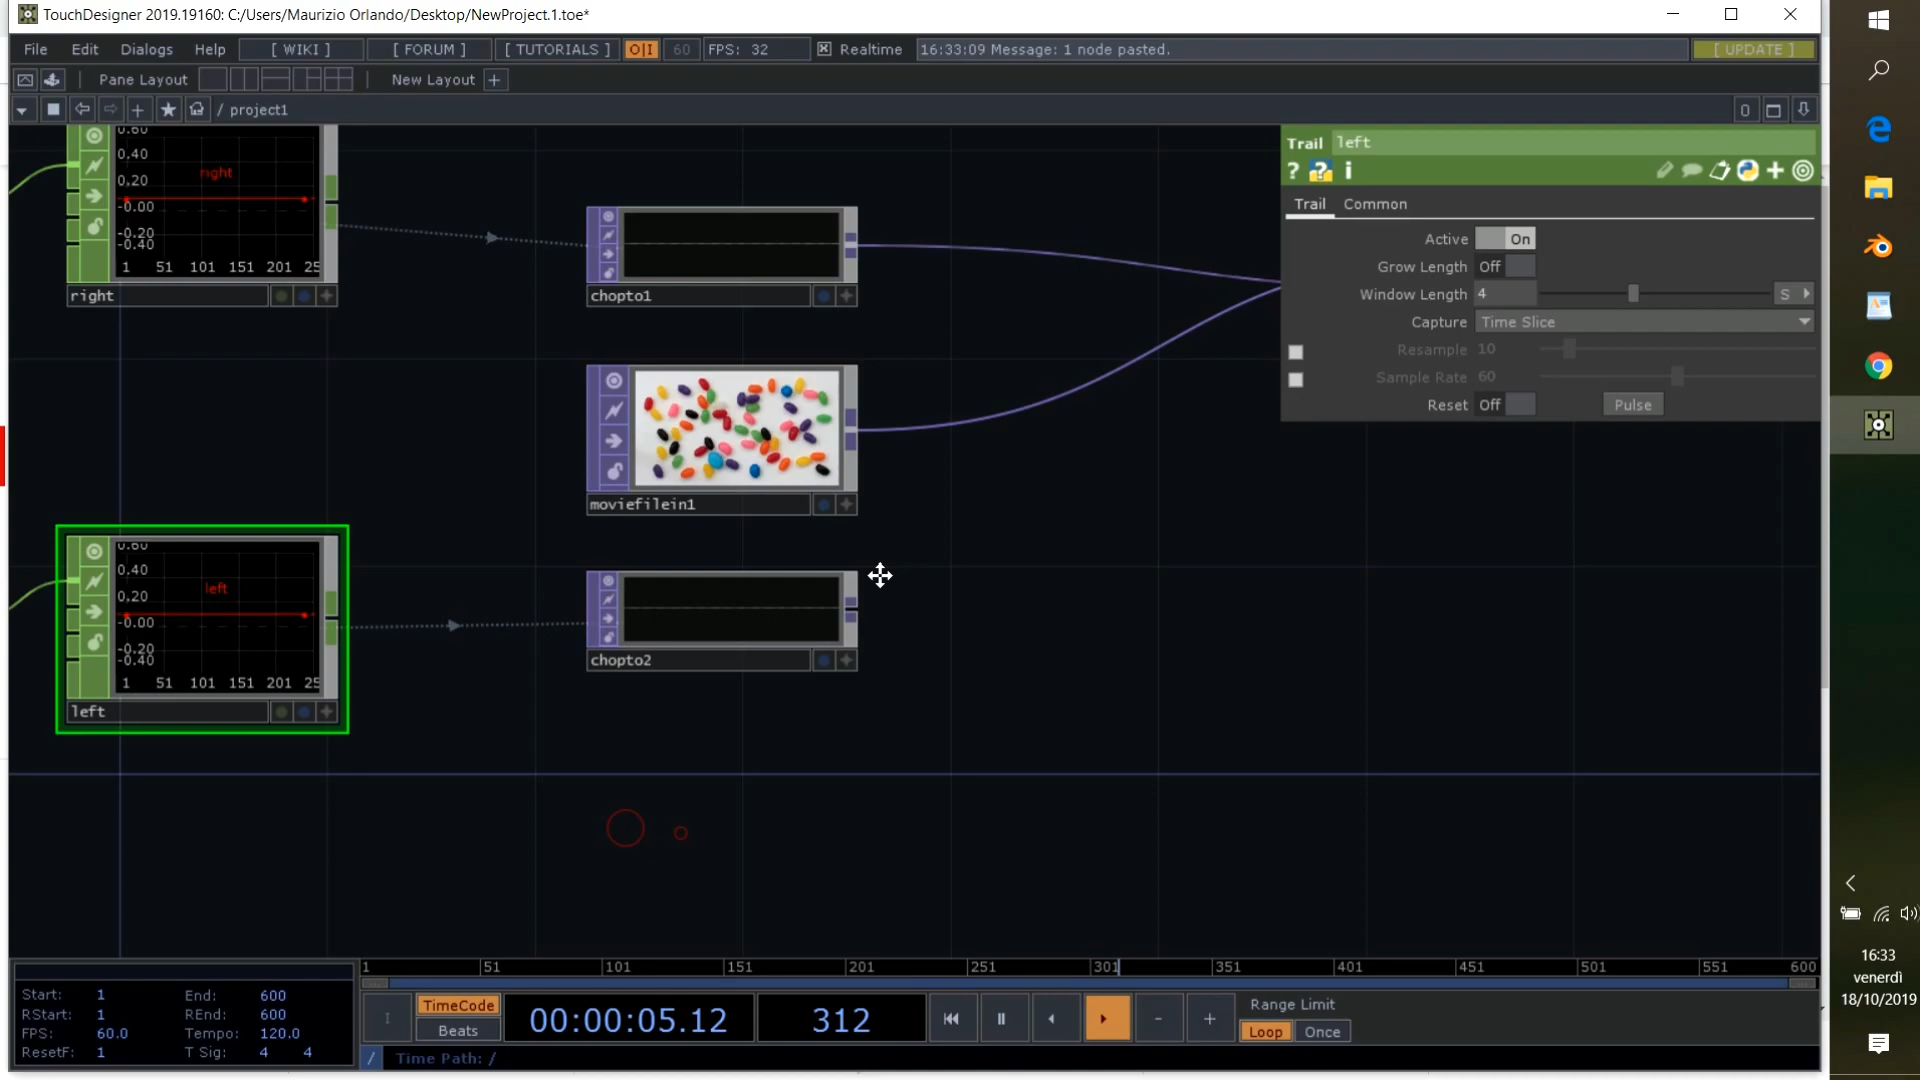 TouchDesigner 2019.19160: C:/Users/Maurizio Orlando/Desktop/NewProject.1.toe*
File Edit Dialogs Help [ WIKI ] [ FORUM ] [ TUTORIALS ] O|I 60 FPS: 32 Realtime 16:33:09 Message: 1 node pasted. [ UPDATE ]
Pane Layout New Layout +
/ project1 0
Trail left
? ? i
Trail Common
Active On
Grow Length Off
Window Length 4 S
Capture Time Slice
Resample 10
Sample Rate 60
Reset Off Pulse
0.60
0.40
0.20
-0.00
-0.20
-0.40
right
1 51 101 151 201 25
right
chopto1
moviefilein1
0.60
0.40
0.20
-0.00
-0.20
-0.40
left
1 51 101 151 201 25
left
chopto2
1 51 101 151 201 251 301 351 401 451 501 551 600
Start: 1 End: 600
RStart: 1 REnd: 600
FPS: 60.0 Tempo: 120.0
ResetF: 1 T Sig: 4 4
TimeCode
Beats
00:00:05.12
312
- +
Range Limit
Loop Once
/ Time Path: /
16:33
venerdì
18/10/2019